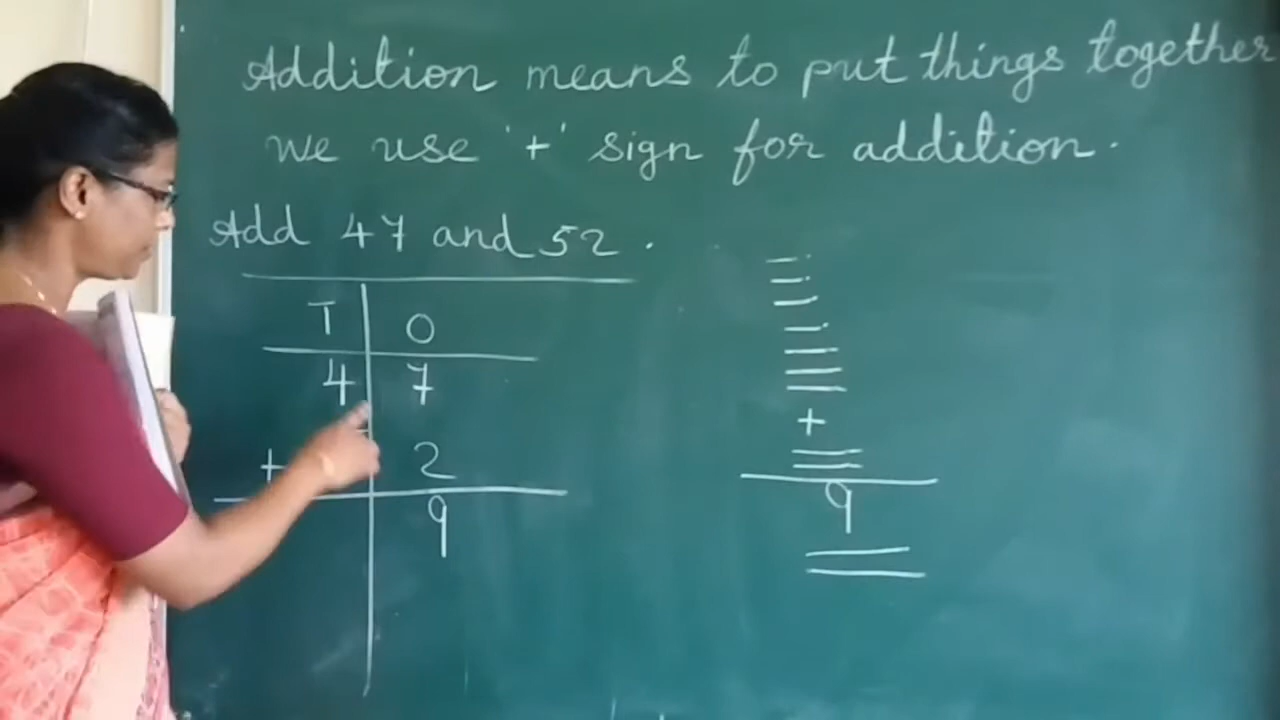 Addition means to put things together
we use '+' sign for addition.
Add 47 and 52.
T O
4 7
+ 2
9
+
9